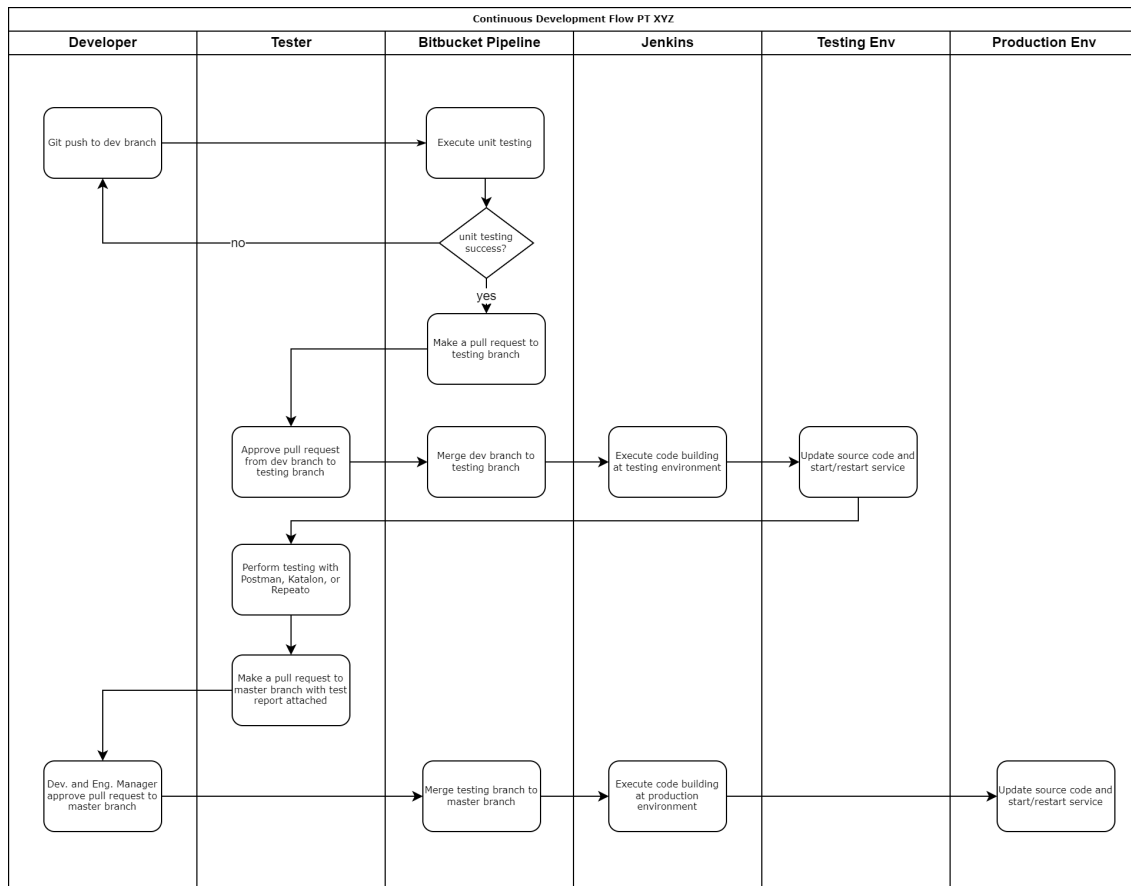 Continuous Development Flow PT XYZ
Developer
Tester
Bitbucket Pipeline
Jenkins
Testing Env
Production Env
Git push to dev branch
Execute unit testing
unit testing
success?
no
yes
Make a pull request to
testing branch
Approve pull request
from dev branch to
testing branch
Merge dev branch to
testing branch
Execute code building
at testing environment
Update source code and
start/restart service
Perform testing with
Postman, Katalon, or
Repeato
Make a pull request to
master branch with test
report attached
Dev. and Eng. Manager
approve pull request to
master branch
Merge testing branch to
master branch
Execute code building
at production
environment
Update source code and
start/restart service